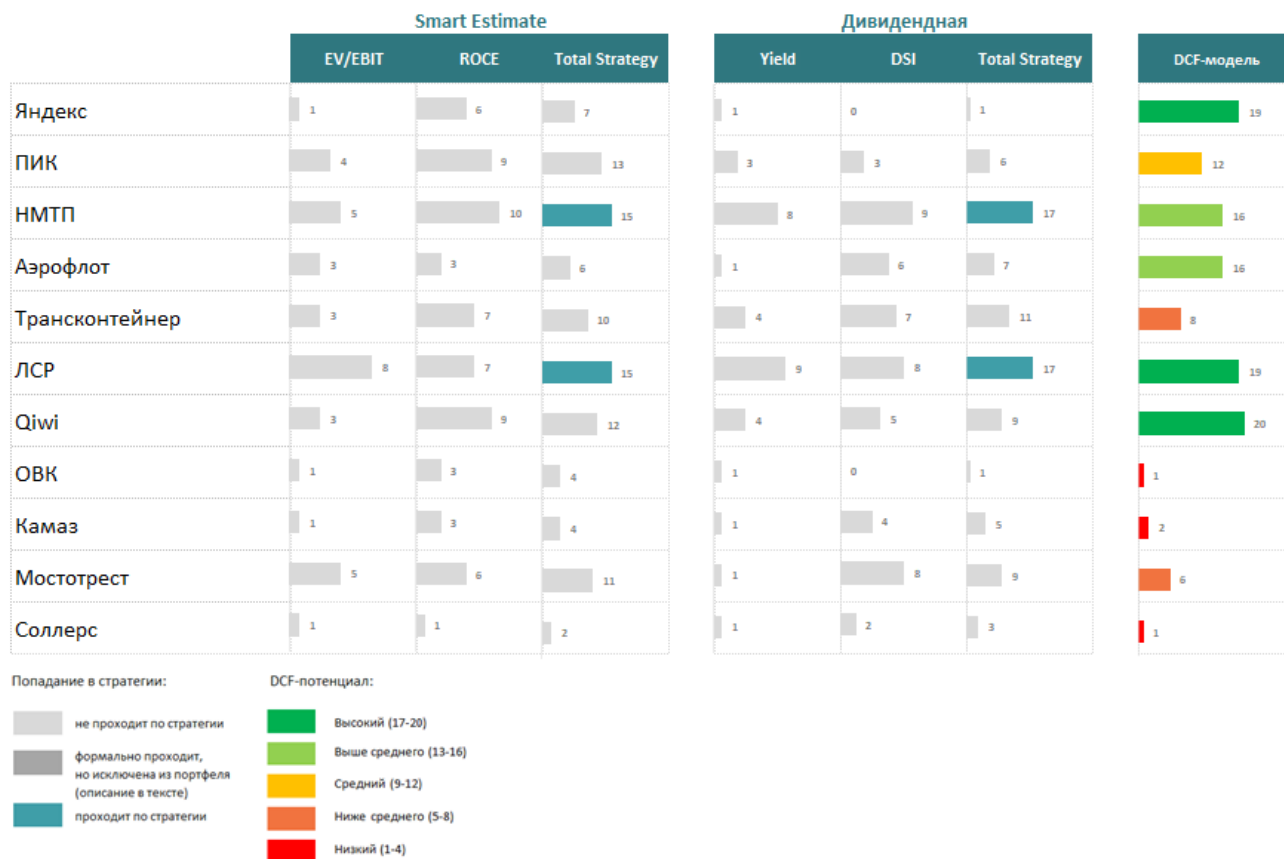 Smart Estimate Дивидендная
EV/EBIT ROCE Total Strategy Yield DSI Total Strategy DCF-модель
Яндекс 1 6 7 1 0 1 19
ПИК 4 9 13 3 3 6 12
НМТП 5 10 15 8 9 17 16
Аэрофлот 3 3 6 1 6 7 16
Трансконтейнер 3 7 10 4 7 11 8
ЛСР 8 7 15 9 8 17 19
Qiwi 3 9 12 4 5 9 20
ОВК 1 3 4 1 0 1 1
Камаз 1 3 4 1 4 5 2
Мостотрест 5 6 11 1 8 9 6
Соллерс 1 1 2 1 2 3 1
Попадание в стратегии:
не проходит по стратегии
формально проходит,
но исключена из портфеля
(описание в тексте)
проходит по стратегии
DCF-потенциал:
Высокий (17-20)
Выше среднего (13-16)
Средний (9-12)
Ниже среднего (5-8)
Низкий (1-4)